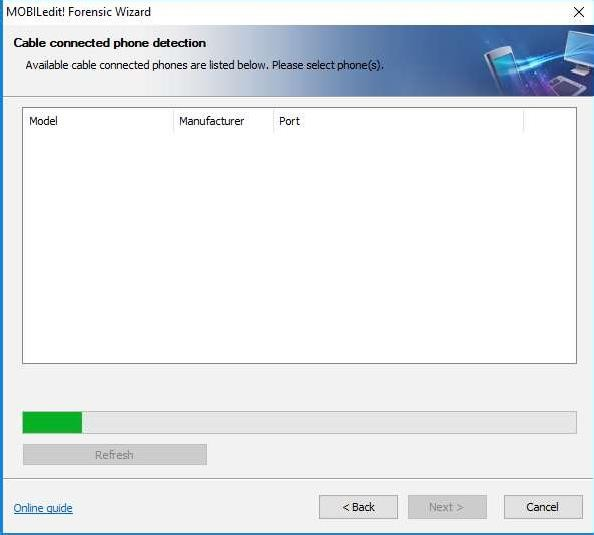 MOBILedit! Forensic Wizard
Cable connected phone detection
Available cable connected phones are listed below. Please select phone(s).
Model Manufacturer Port
Refresh
Online guide < Back Next > Cancel